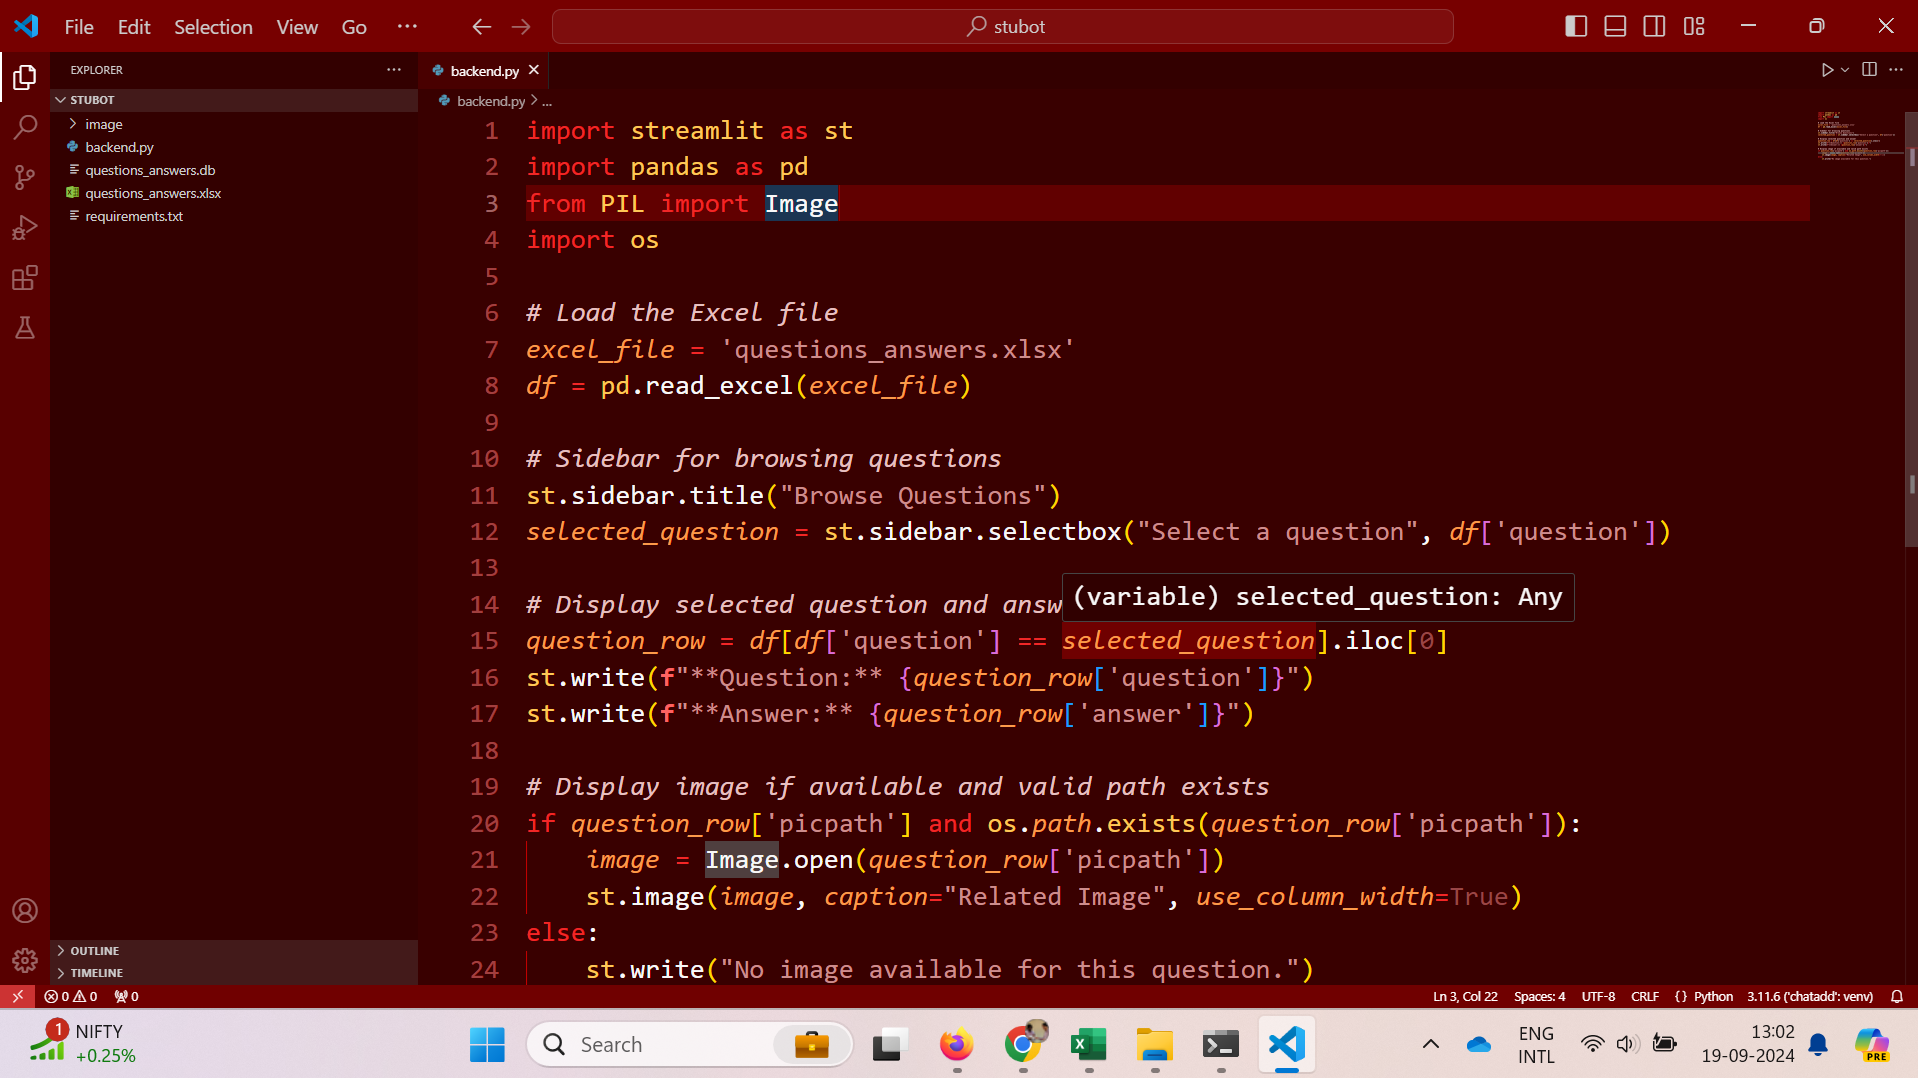 File Edit Selection View Go ···
stubot
EXPLORER ···
backend.py
STUBOT
backend.py > ...
image
backend.py
questions_answers.db
questions_answers.xlsx
requirements.txt
1 import streamlit as st
2 import pandas as pd
3 from PIL import Image
4 import os
5
6 # Load the Excel file
7 excel_file = 'questions_answers.xlsx'
8 df = pd.read_excel(excel_file)
9
10 # Sidebar for browsing questions
11 st.sidebar.title("Browse Questions")
12 selected_question = st.sidebar.selectbox("Select a question", df['question'])
13
(variable) selected_question: Any
14 # Display selected question and answ
15 question_row = df[df['question'] == selected_question].iloc[0]
16 st.write(f"**Question:** {question_row['question']}")
17 st.write(f"**Answer:** {question_row['answer']}")
18
19 # Display image if available and valid path exists
20 if question_row['picpath'] and os.path.exists(question_row['picpath']):
21 image = Image.open(question_row['picpath'])
22 st.image(image, caption="Related Image", use_column_width=True)
23 else:
24 st.write("No image available for this question.")
OUTLINE
TIMELINE
0 0 0
Ln 3, Col 22 Spaces: 4 UTF-8 CRLF {} Python 3.11.6 ('chatadd': venv)
1 NIFTY
+0.25%
Search
ENG
INTL
13:02
19-09-2024
PRE